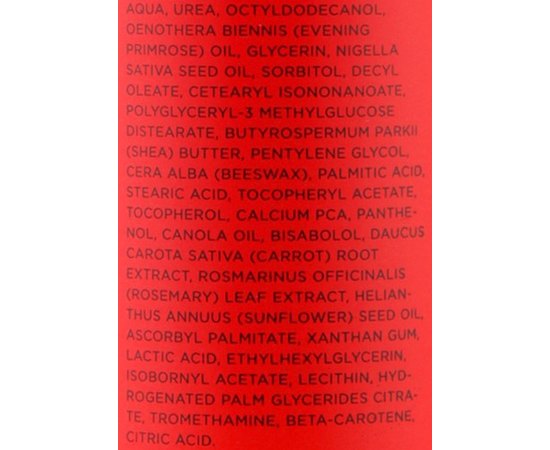 AQUA, UREA, OCTYLDODECANOL,
OENOTHERA BIENNIS (EVENING
PRIMROSE) OIL, GLYCERIN, NIGELLA
SATIVA SEED OIL, SORBITOL, DECYL
OLEATE, CETEARYL ISONONANOATE,
POLYGLYCERYL-3 METHYLGLUCOSE
DISTEARATE, BUTYROSPERMUM PARKII
(SHEA) BUTTER, PENTYLENE GLYCOL,
CERA ALBA (BEESWAX), PALMITIC ACID,
STEARIC ACID, TOCOPHERYL ACETATE,
TOCOPHEROL, CALCIUM PCA, PANTHE-
NOL, CANOLA OIL, BISABOLOL, DAUCUS
CAROTA SATIVA (CARROT) ROOT
EXTRACT, ROSMARINUS OFFICINALIS
(ROSEMARY) LEAF EXTRACT, HELIAN-
THUS ANNUUS (SUNFLOWER) SEED OIL,
ASCORBYL PALMITATE, XANTHAN GUM,
LACTIC ACID, ETHYLHEXYLGLYCERIN,
ISOBORNYL ACETATE, LECITHIN, HYD-
ROGENATED PALM GLYCERIDES CITRA-
TE, TROMETHAMINE, BETA-CAROTENE,
CITRIC ACID.